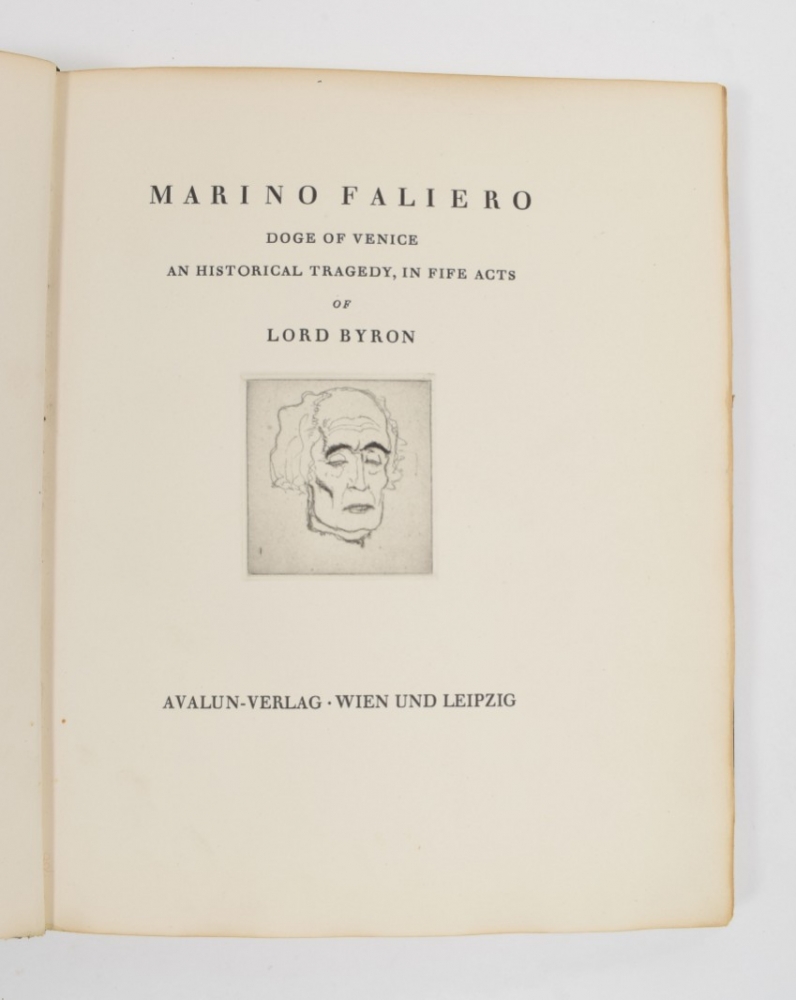 MARINO FALIERO
DOGE OF VENICE
AN HISTORICAL TRAGEDY, IN FIFE ACTS
OF
LORD BYRON
AVALUN-VERLAG · WIEN UND LEIPZIG